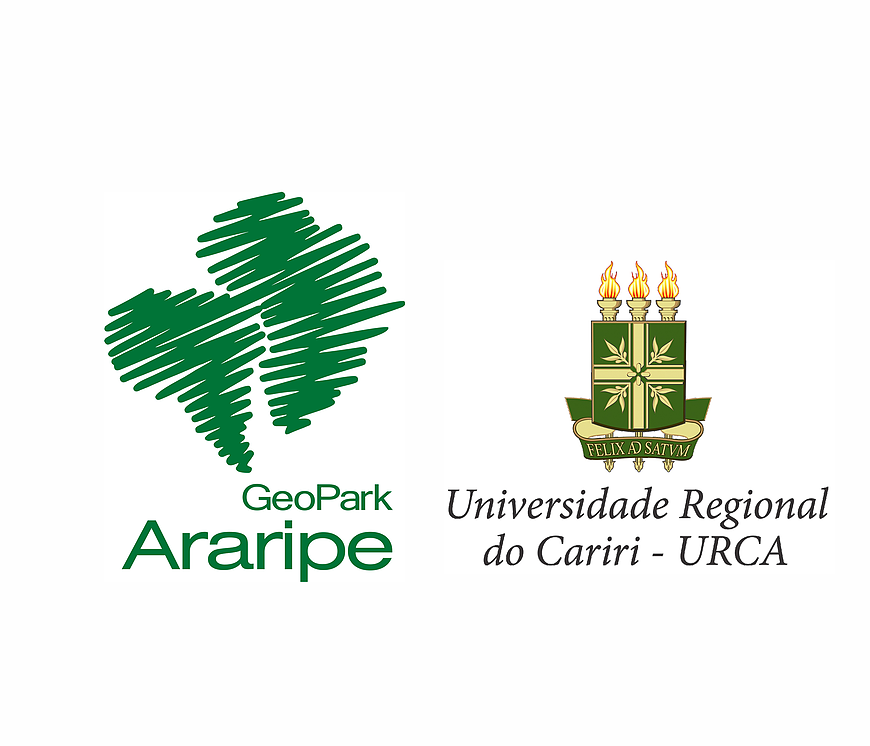 GeoPark
Araripe
FELIX AD SATVM
Universidade Regional
do Cariri - URCA